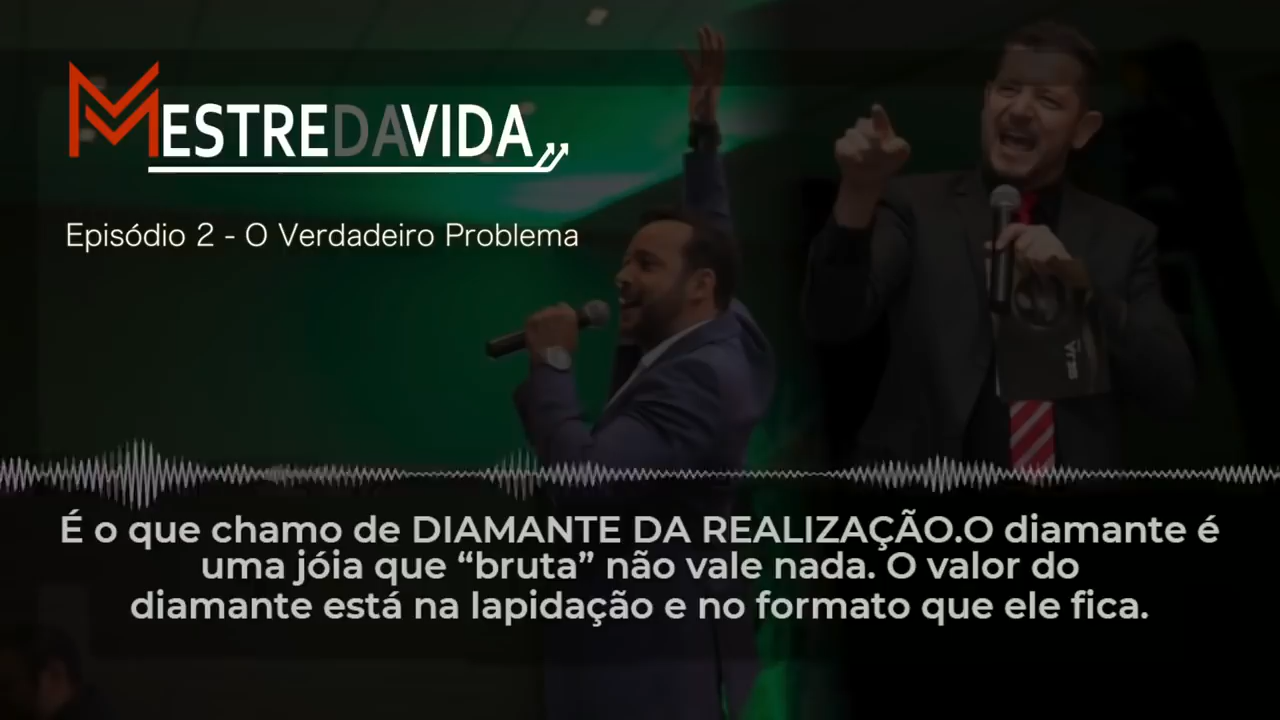 MESTREDAVIDA
Episódio 2 - O Verdadeiro Problema
É o que chamo de DIAMANTE DA REALIZAÇÃO.O diamante é
uma jóia que “bruta” não vale nada. O valor do
diamante está na lapidação e no formato que ele fica.